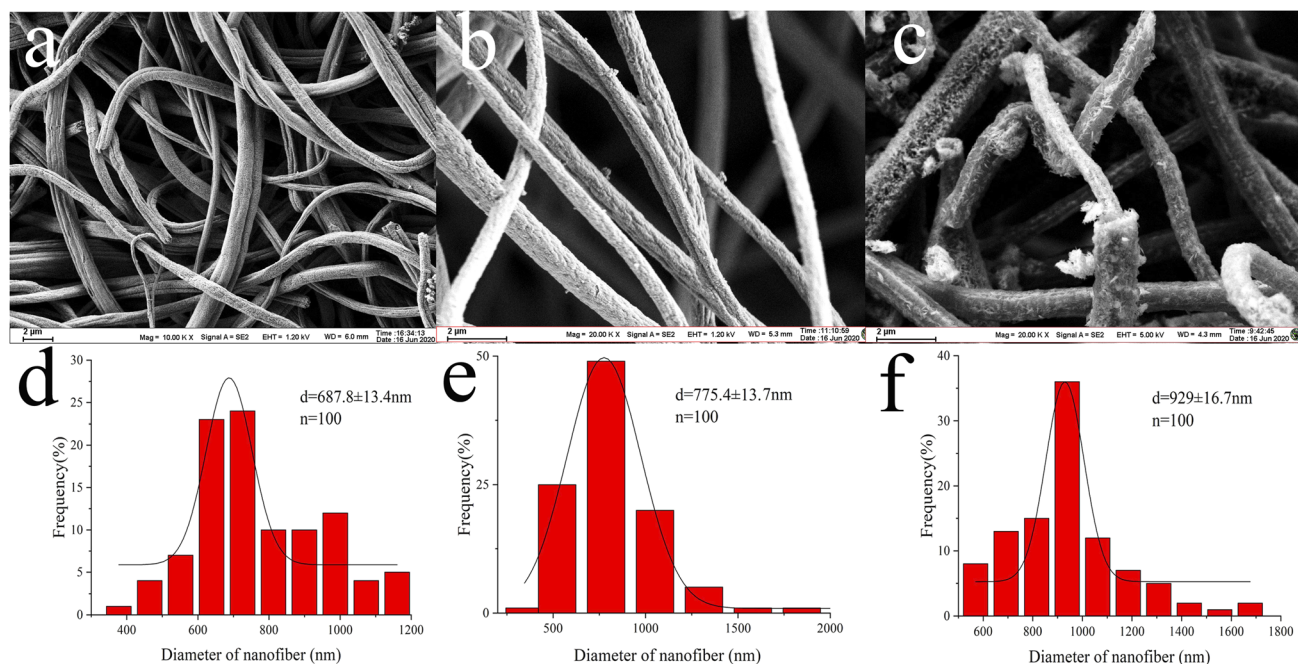 a
2 µm
Mag = 10.00 K X Signal A = SE2 EHT = 1.20 kV WD = 6.0 mm Time :16:34:13
Date :16 Jun 2020
b
2 µm
Mag = 20.00 K X Signal A = SE2 EHT = 1.20 kV WD = 5.3 mm Time :11:10:59
Date :16 Jun 2020
c
2 µm
Mag = 20.00 K X Signal A = SE2 EHT = 5.00 kV WD = 4.3 mm Time :9:42:45
Date :16 Jun 2020
d
d=687.8±13.4nm
n=100
Frequency(%)
30
25
20
15
10
5
0
400 600 800 1000 1200
Diameter of nanofiber (nm)
e
d=775.4±13.7nm
n=100
Frequency(%)
50
25
0
500 1000 1500 2000
Diameter of nanofiber (nm)
f
d=929±16.7nm
n=100
Frequency(%)
40
30
20
10
0
600 800 1000 1200 1400 1600 1800
Diameter of nanofiber (nm)